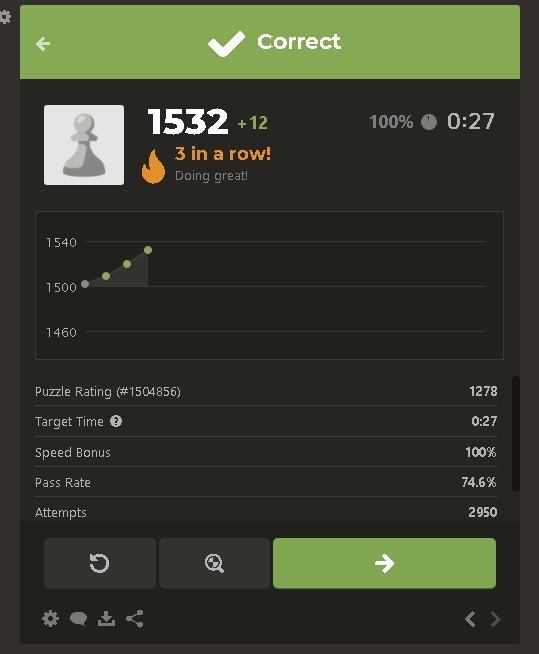 Correct
1532 +12
100% 0:27
3 in a row!
Doing great!
1540
1500
1460
Puzzle Rating (#1504856) 1278
Target Time ? 0:27
Speed Bonus 100%
Pass Rate 74.6%
Attempts 2950